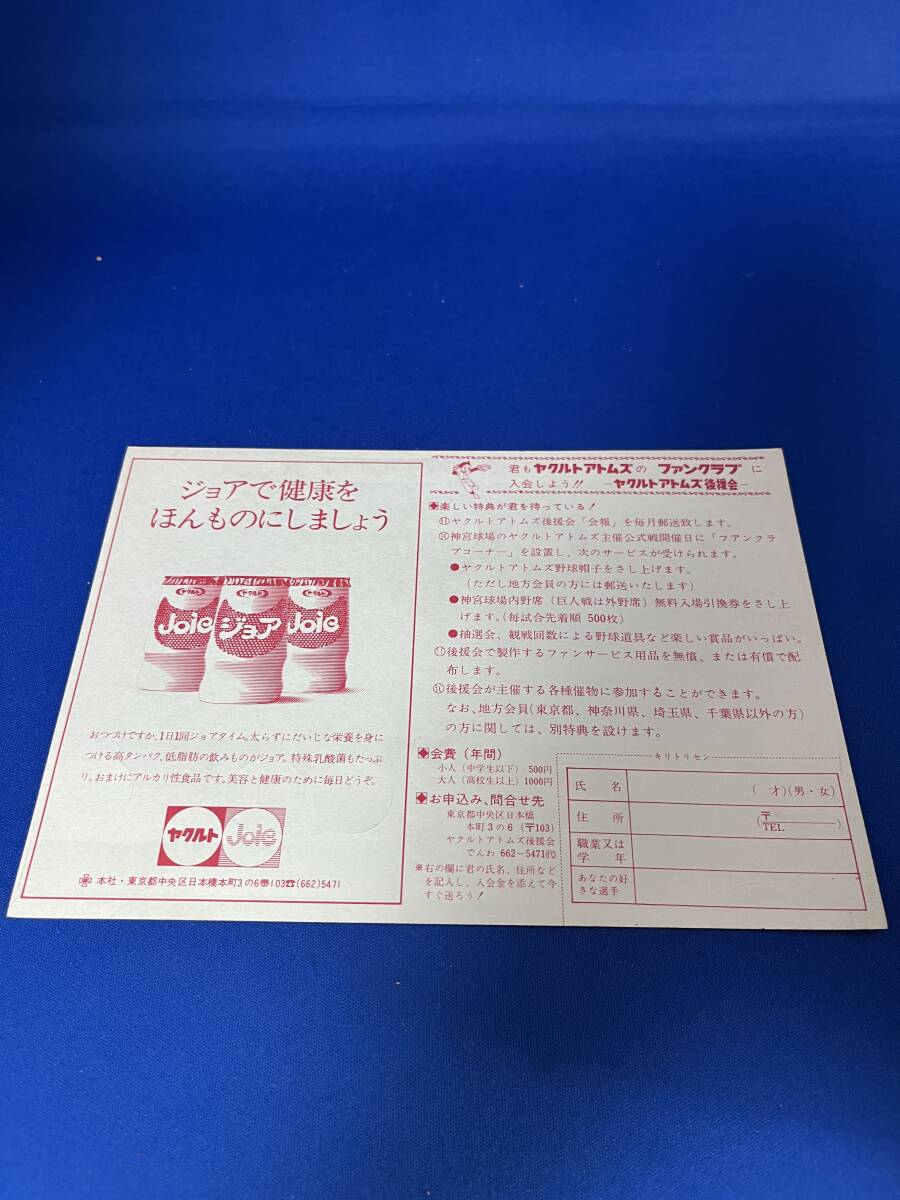 ジョアで健康を
ほんものにしましょう
ヤクルト
Joie
ヤクルト
ジョア
ヤクルト
Joie
おつづけですか、1日1回ジョアタイム。太らずにだいじな栄養を身に
つける高タンパク、低脂肪の飲みものがジョア。特殊乳酸菌もたっぷ
り。おまけにアルカリ性食品です。美容と健康のために毎日どうぞ。
ヤクルト
Joie
本社・東京都中央区日本橋本町3の6〠103☎(662)5471
君もヤクルトアトムズの ファンクラブに
入会しよう!! ーヤクルトアトムズ後援会ー
楽しい特典が君を待っている!
ヤクルトアトムズ後援会「会報」を毎月郵送致します。
神宮球場のヤクルトアトムズ主催公式戦開催日に「フアンクラ
ブコーナー」を設置し、次のサービスが受けられます。
●ヤクルトアトムズ野球帽子をさし上げます。
(ただし地方会員の方には郵送いたします)
●神宮球場内野席(巨人戦は外野席)無料入場引換券をさし上
げます。(毎試合先着順 500枚)
●抽選会、観戦回数による野球道具など楽しい賞品がいっぱい。
後援会で製作するファンサービス用品を無償、または有償で配
布します。
後援会が主催する各種催物に参加することができます。
なお、地方会員(東京都、神奈川県、埼玉県、千葉県以外の方)
の方に関しては、別特典を設けます。
会費(年間)
小人(中学生以下) 500円
大人(高校生以上)1000円
お申込み、問合せ先
東京都中央区日本橋
本町3の6(〒103)
ヤクルトアトムズ後援会
でんわ 662-5471㈹
※右の欄に君の氏名、住所など
を記入し、入会金を添えて今
すぐ送ろう!
キリトリセン
氏 名
( 才)(男・女)
住 所
(〒
TEL )
職業又は
学 年
あなたの好
きな選手